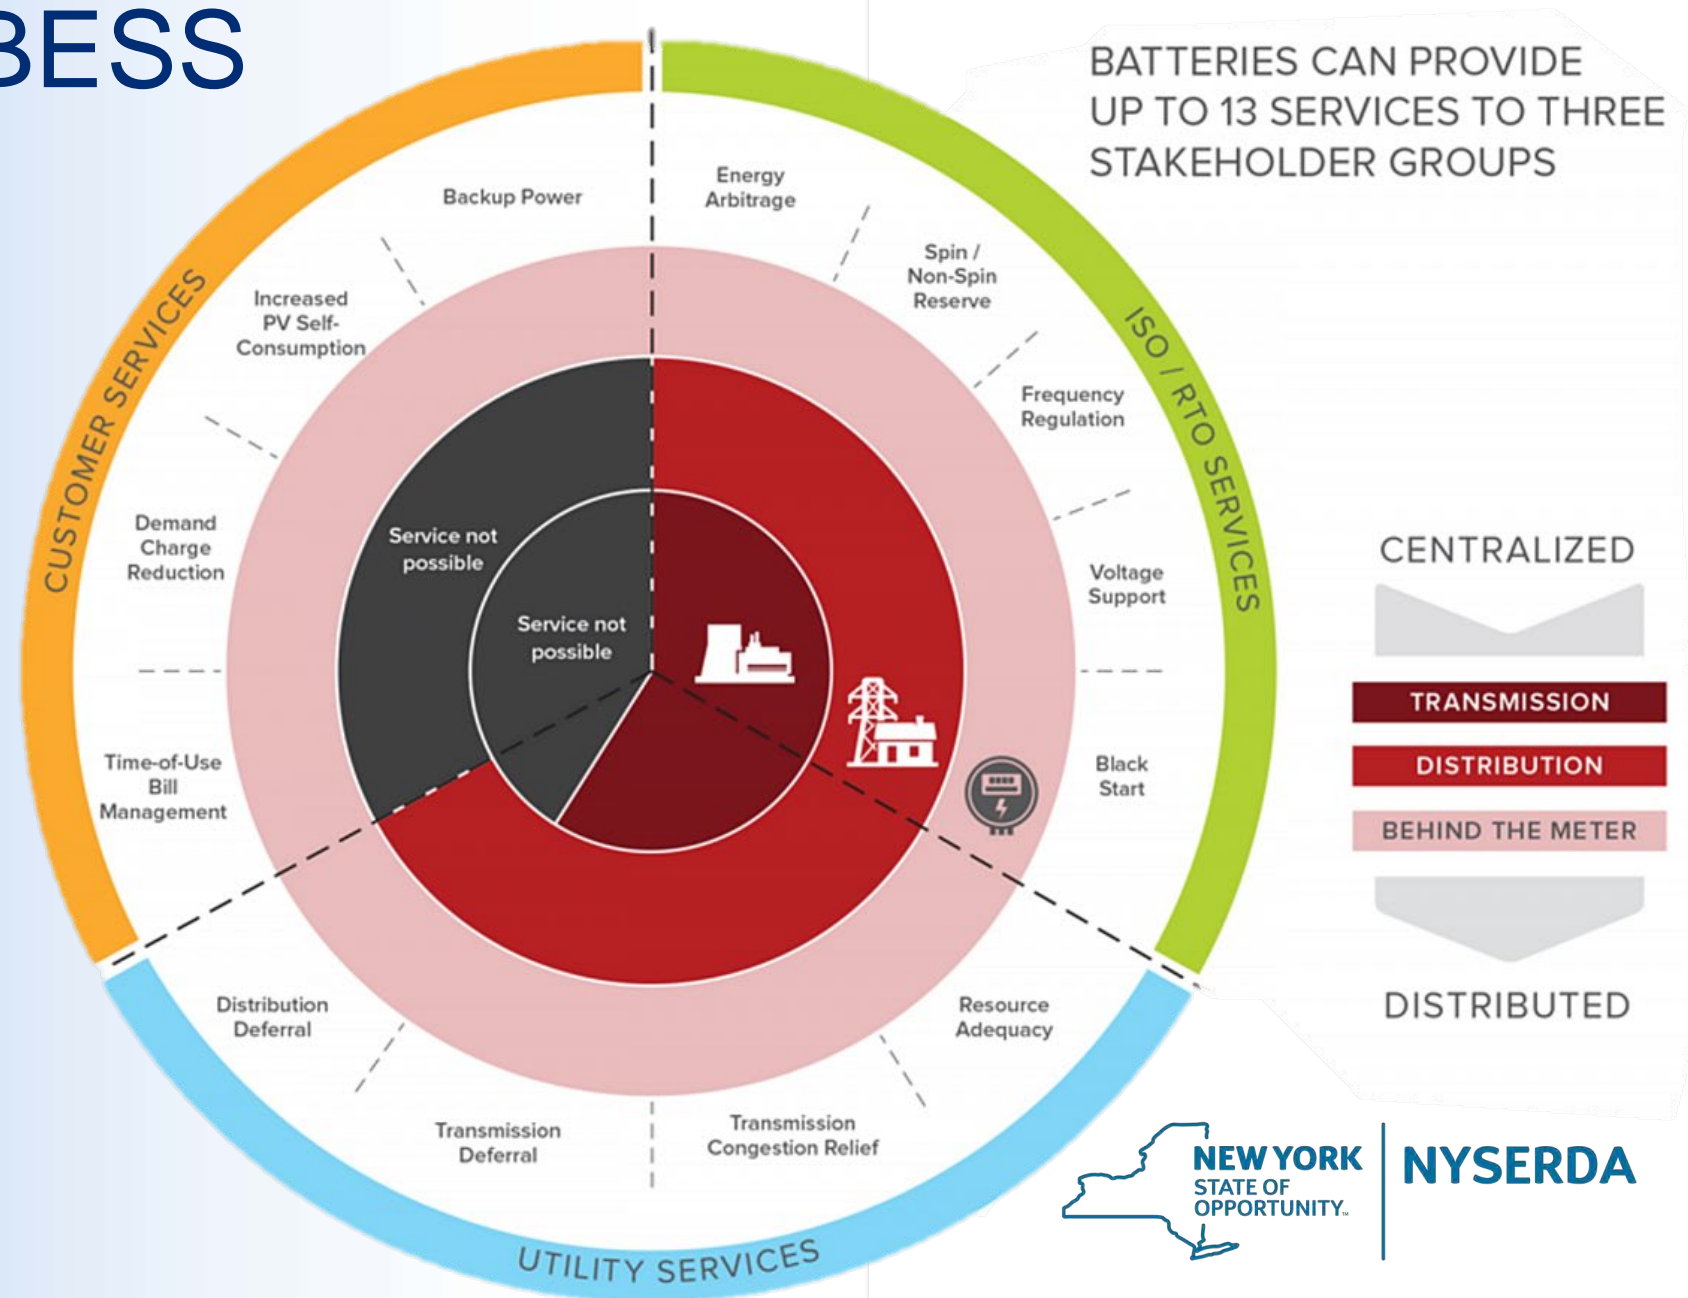 BESS
BATTERIES CAN PROVIDE
UP TO 13 SERVICES TO THREE
STAKEHOLDER GROUPS
CUSTOMER SERVICES
ISO / RTO SERVICES
UTILITY SERVICES
Backup Power
Increased
PV Self-
Consumption
Demand
Charge
Reduction
Time-of-Use
Bill
Management
Energy
Arbitrage
Spin /
Non-Spin
Reserve
Frequency
Regulation
Voltage
Support
Black
Start
Resource
Adequacy
Transmission
Congestion Relief
Transmission
Deferral
Distribution
Deferral
Service not
possible
Service not
possible
CENTRALIZED
TRANSMISSION
DISTRIBUTION
BEHIND THE METER
DISTRIBUTED
NEW YORK
STATE OF
OPPORTUNITY™
NYSERDA